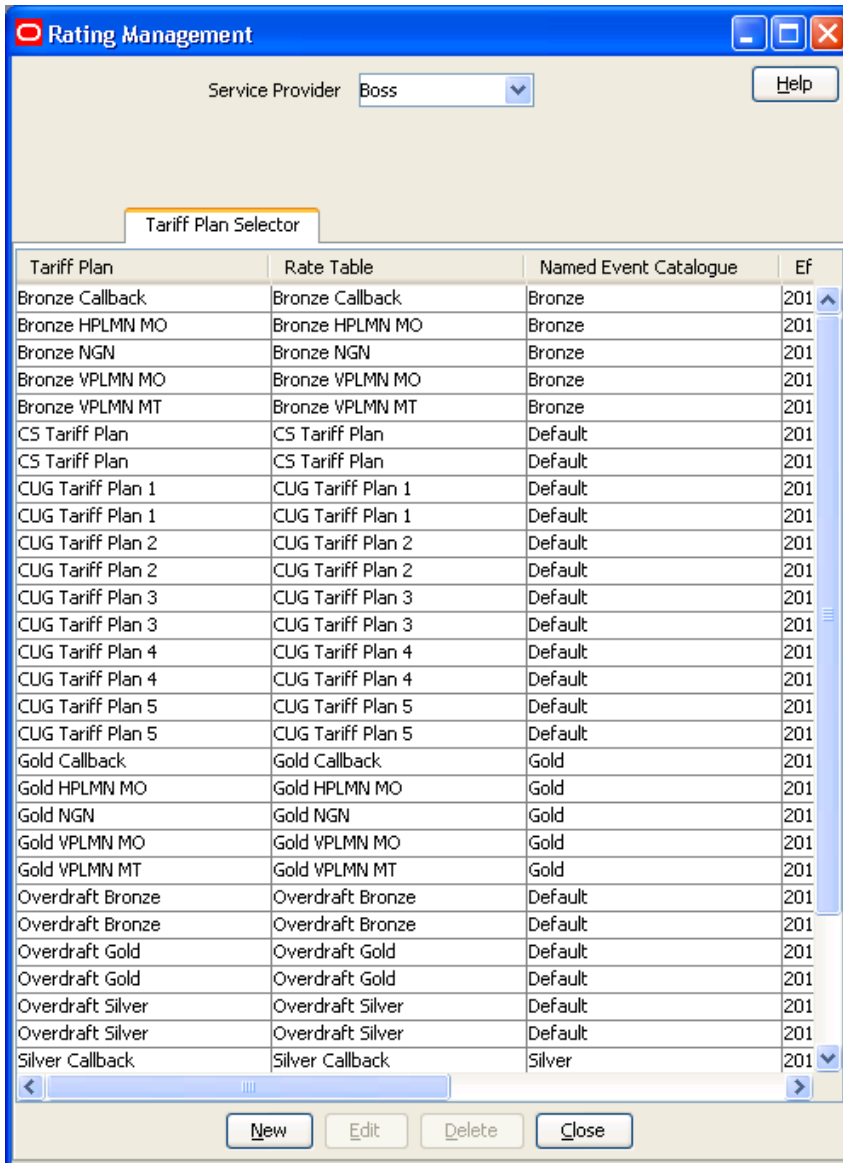 Rating Management
Service Provider Boss Help
Tariff Plan Selector
Tariff Plan Rate Table Named Event Catalogue Ef
Bronze Callback Bronze Callback Bronze 201
Bronze HPLMN MO Bronze HPLMN MO Bronze 201
Bronze NGN Bronze NGN Bronze 201
Bronze VPLMN MO Bronze VPLMN MO Bronze 201
Bronze VPLMN MT Bronze VPLMN MT Bronze 201
CS Tariff Plan CS Tariff Plan Default 201
CS Tariff Plan CS Tariff Plan Default 201
CUG Tariff Plan 1 CUG Tariff Plan 1 Default 201
CUG Tariff Plan 1 CUG Tariff Plan 1 Default 201
CUG Tariff Plan 2 CUG Tariff Plan 2 Default 201
CUG Tariff Plan 2 CUG Tariff Plan 2 Default 201
CUG Tariff Plan 3 CUG Tariff Plan 3 Default 201
CUG Tariff Plan 3 CUG Tariff Plan 3 Default 201
CUG Tariff Plan 4 CUG Tariff Plan 4 Default 201
CUG Tariff Plan 4 CUG Tariff Plan 4 Default 201
CUG Tariff Plan 5 CUG Tariff Plan 5 Default 201
CUG Tariff Plan 5 CUG Tariff Plan 5 Default 201
Gold Callback Gold Callback Gold 201
Gold HPLMN MO Gold HPLMN MO Gold 201
Gold NGN Gold NGN Gold 201
Gold VPLMN MO Gold VPLMN MO Gold 201
Gold VPLMN MT Gold VPLMN MT Gold 201
Overdraft Bronze Overdraft Bronze Default 201
Overdraft Bronze Overdraft Bronze Default 201
Overdraft Gold Overdraft Gold Default 201
Overdraft Gold Overdraft Gold Default 201
Overdraft Silver Overdraft Silver Default 201
Overdraft Silver Overdraft Silver Default 201
Silver Callback Silver Callback Silver 201
New Edit Delete Close